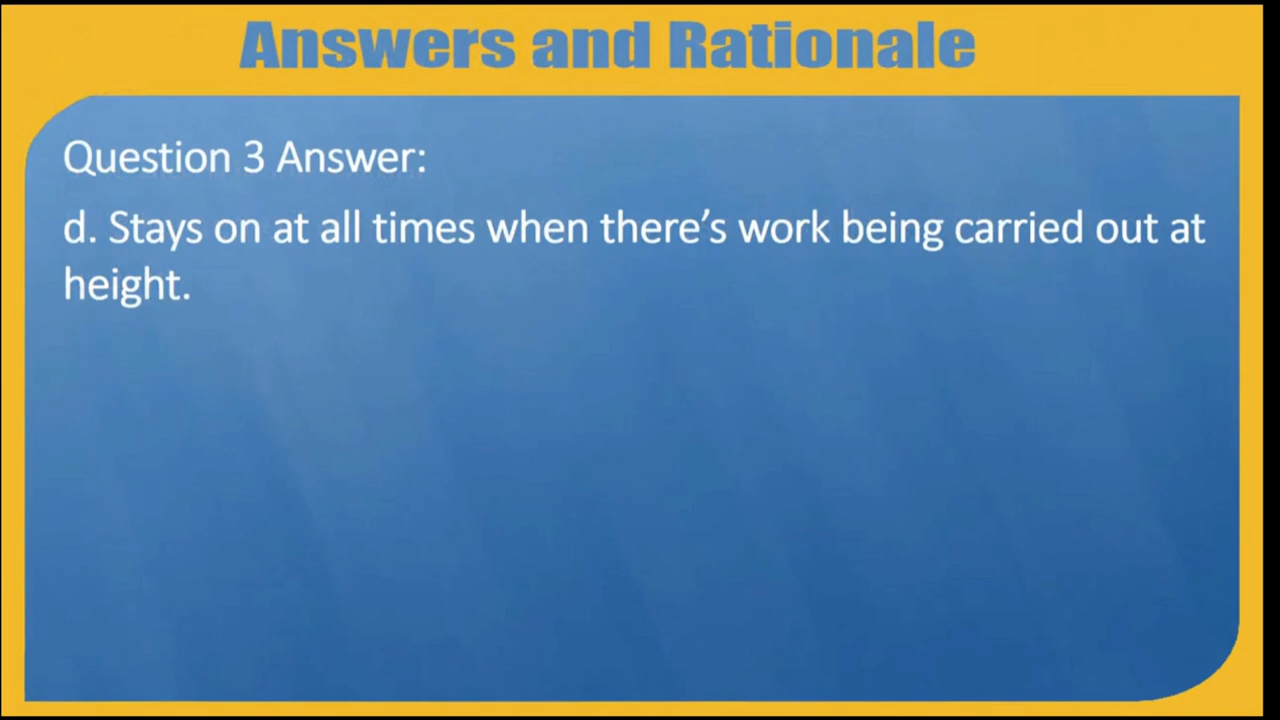 Answers and Rationale
Question 3 Answer:
d. Stays on at all times when there’s work being carried out at
height.